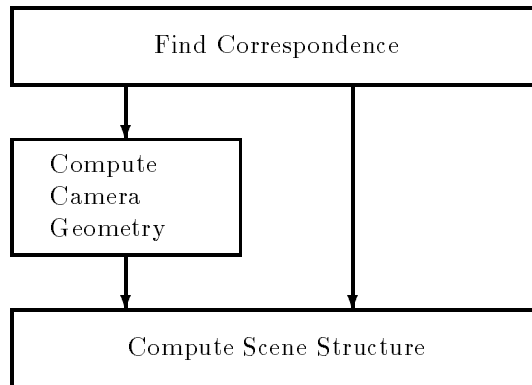 Find Correspondence
Compute
Camera
Geometry
Compute Scene Structure